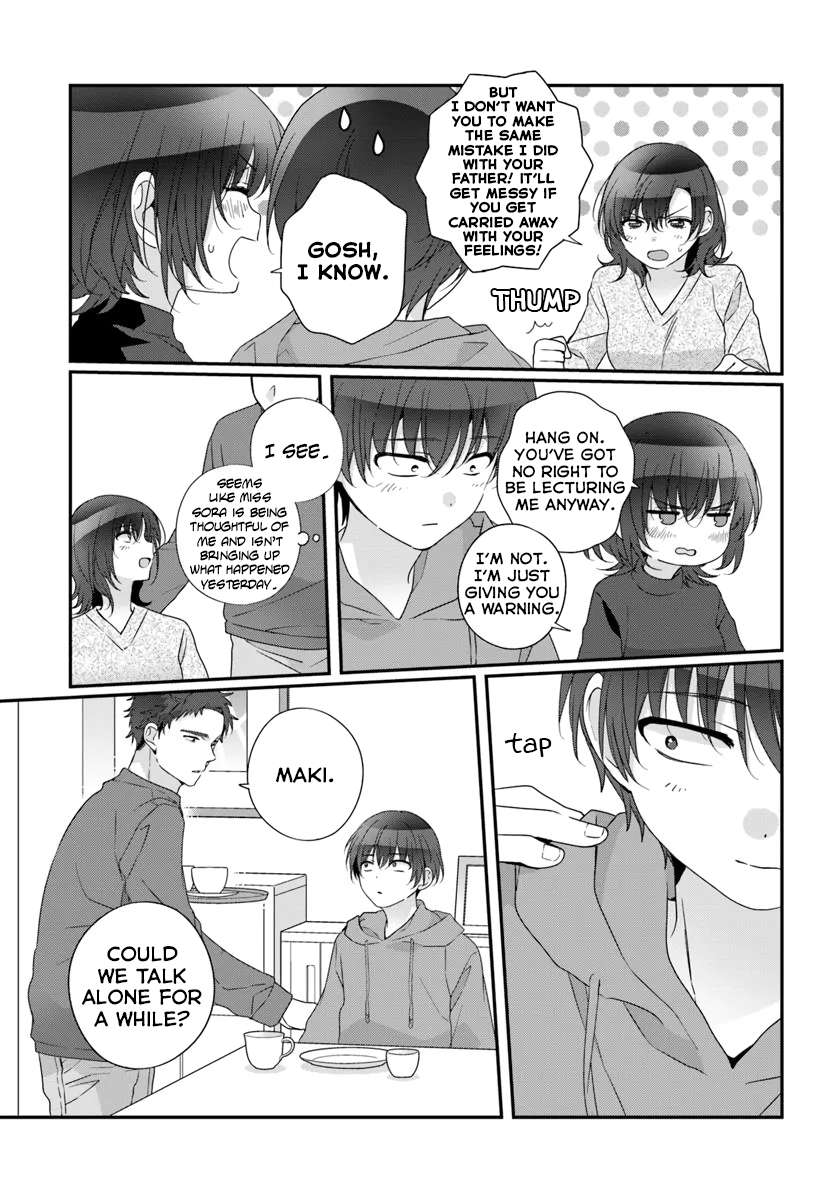 BUT
I DON'T WANT
YOU TO MAKE
THE SAME
MISTAKE I DID
WITH YOUR
FATHER! IT'LL
GET MESSY IF
YOU GET
CARRIED AWAY
WITH YOUR
FEELINGS!
THUMP
GOSH,
I KNOW.
HANG ON.
YOU'VE GOT
NO RIGHT TO
BE LECTURING
ME ANYWAY.
I'M NOT.
I'M JUST
GIVING YOU
A WARNING.
I SEE.
SEEMS
LIKE MISS
SORA IS BEING
THOUGHTFUL OF
ME AND ISN'T
BRINGING UP
WHAT HAPPENED
YESTERDAY.
tap
MAKI.
COULD
WE TALK
ALONE FOR
A WHILE?